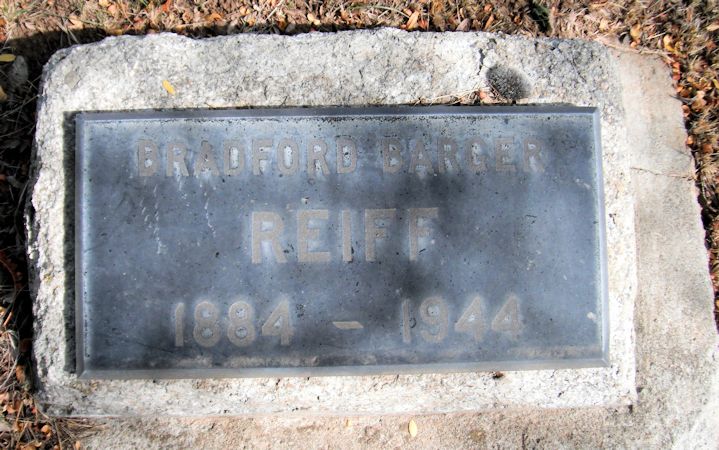 BRADFORD BARGER
REIFF
1884 - 1944